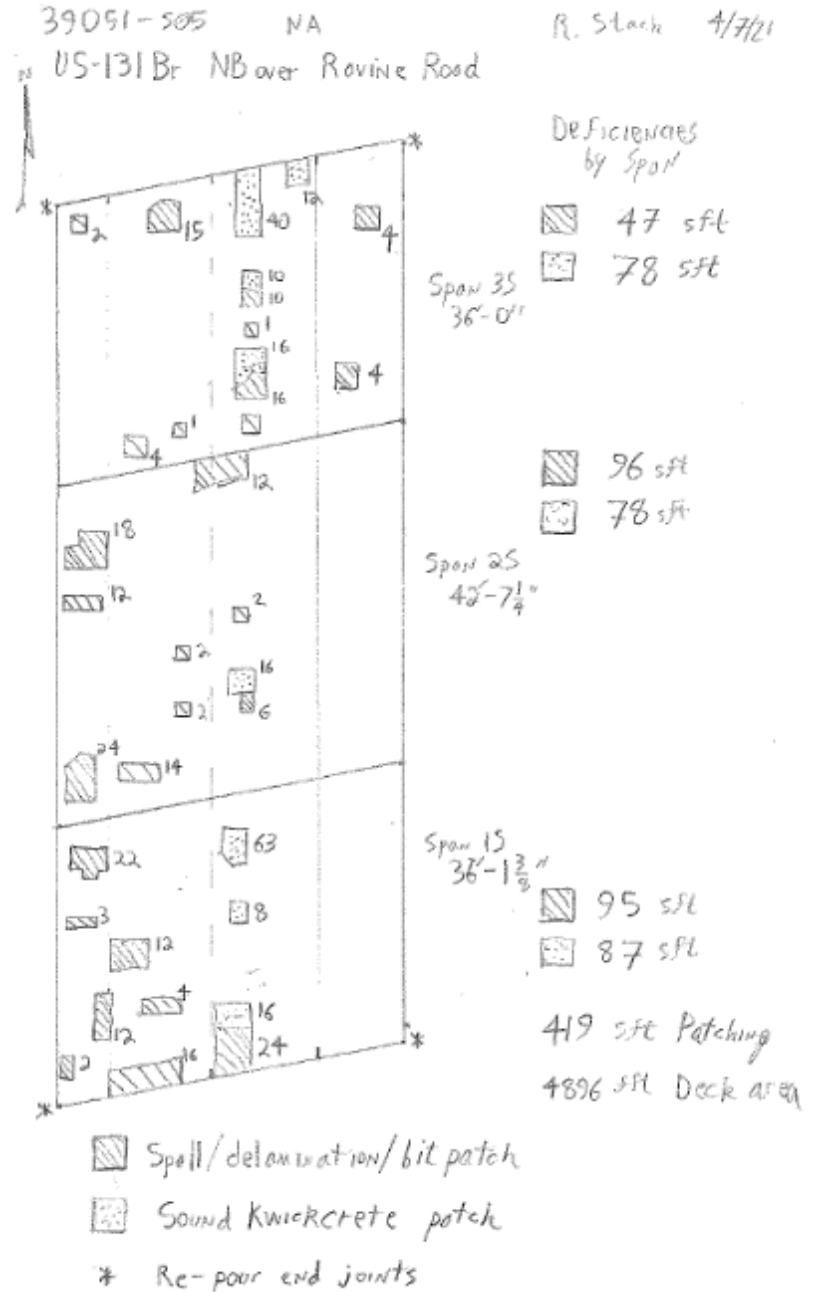 39051-S05 NA R. Stach 4/7/21
N US-131 Br NB over Ravine Road
Deficiencies
by Span
47 sft
78 sft
Span 3S
36'-0"
* *
2 15 40 12 4
10
10
1
16
16
4
1
4
96 sft
78 sft
Span 2S
42'-7 1/4"
12
18
12
2
2
16
2 6
24 14
Span 1S
36'-1 3/8"
95 sft
87 sft
22 63
3 8
12
4
12
16
24
2 16
* *
419 sft Patching
4896 sft Deck area
Spall/delamination/bit patch
Sound Kwickcrete patch
* Re-pour end joints